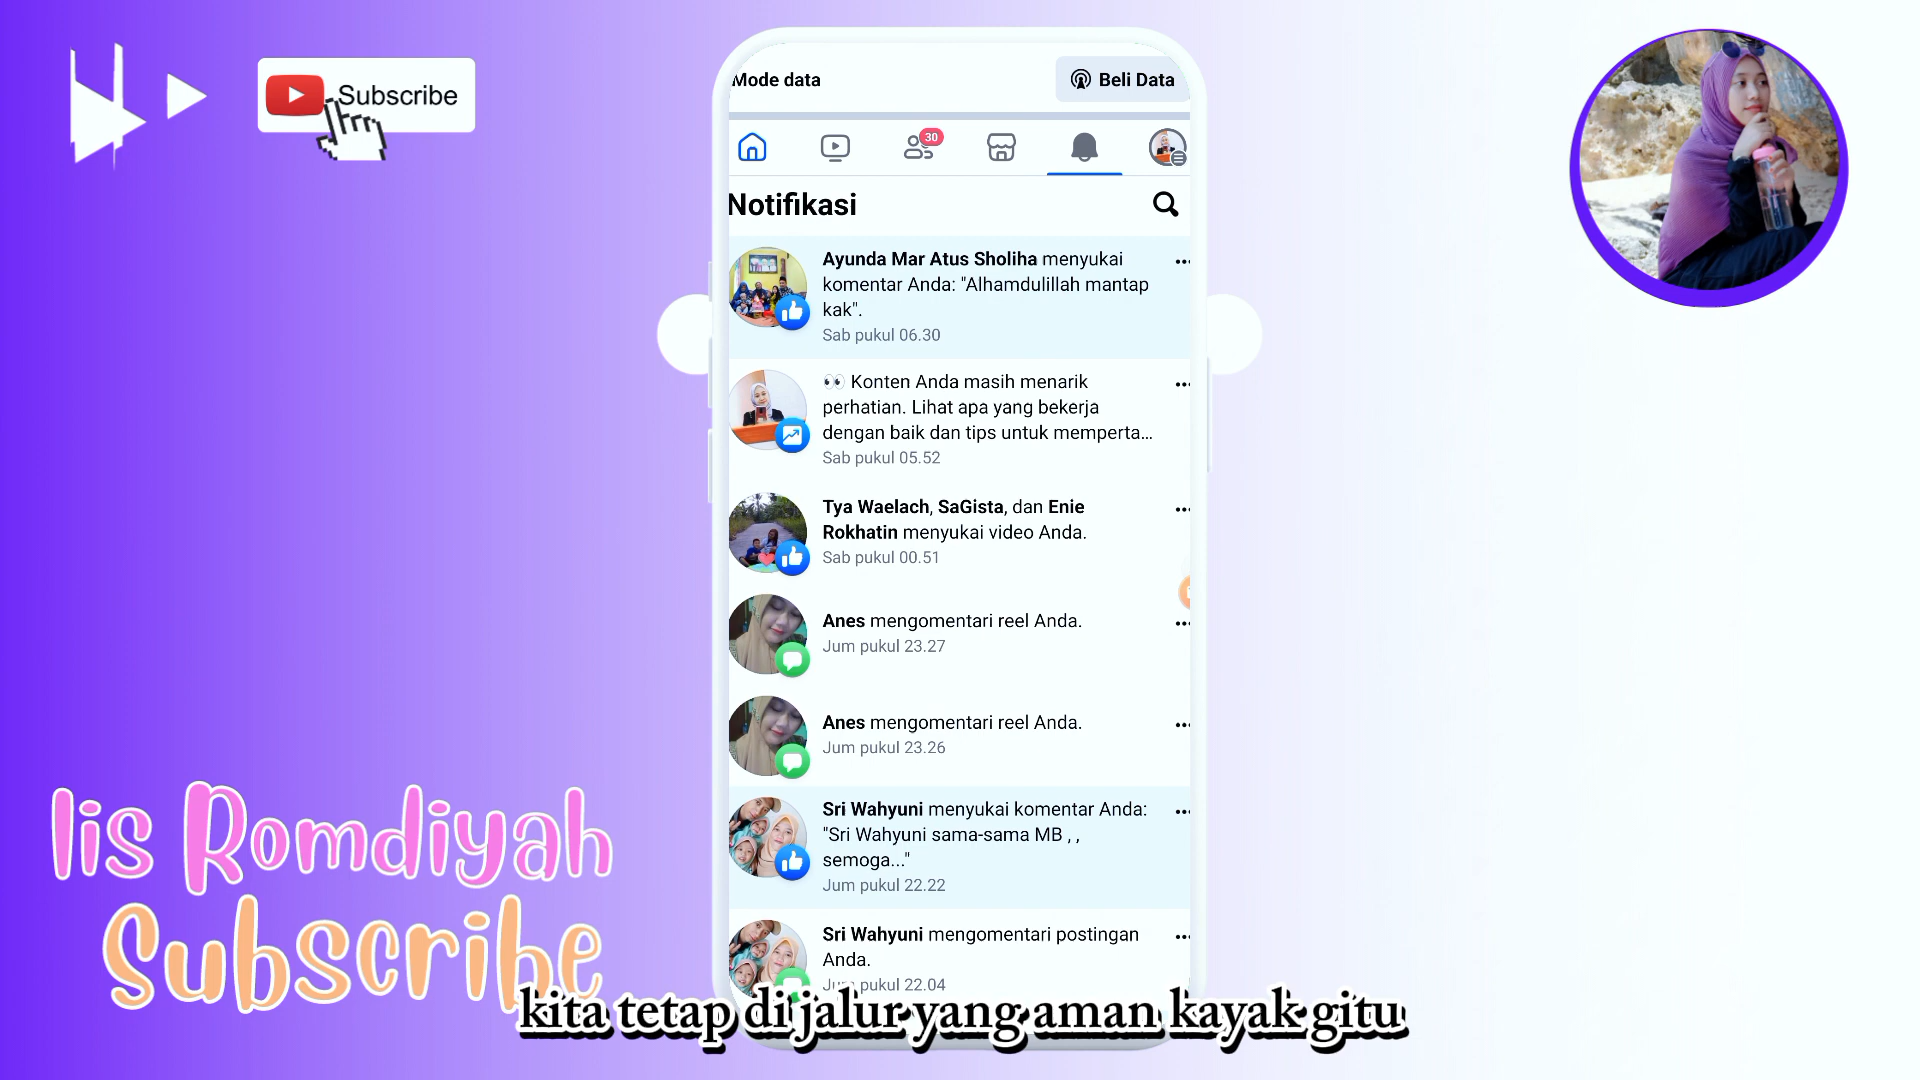 Subscribe
Mode data
Beli Data
30
Notifikasi
Ayunda Mar Atus Sholiha menyukai
komentar Anda: "Alhamdulillah mantap
kak".
Sab pukul 06.30
👀 Konten Anda masih menarik
perhatian. Lihat apa yang bekerja
dengan baik dan tips untuk memperta...
Sab pukul 05.52
Tya Waelach, SaGista, dan Enie
Rokhatin menyukai video Anda.
Sab pukul 00.51
Anes mengomentari reel Anda.
Jum pukul 23.27
Anes mengomentari reel Anda.
Jum pukul 23.26
Sri Wahyuni menyukai komentar Anda:
"Sri Wahyuni sama-sama MB , ,
semoga..."
Jum pukul 22.22
Sri Wahyuni mengomentari postingan
Anda.
Jum pukul 22.04
Iis Romdiyah
Subscribe
kita tetap di jalur yang aman kayak gitu